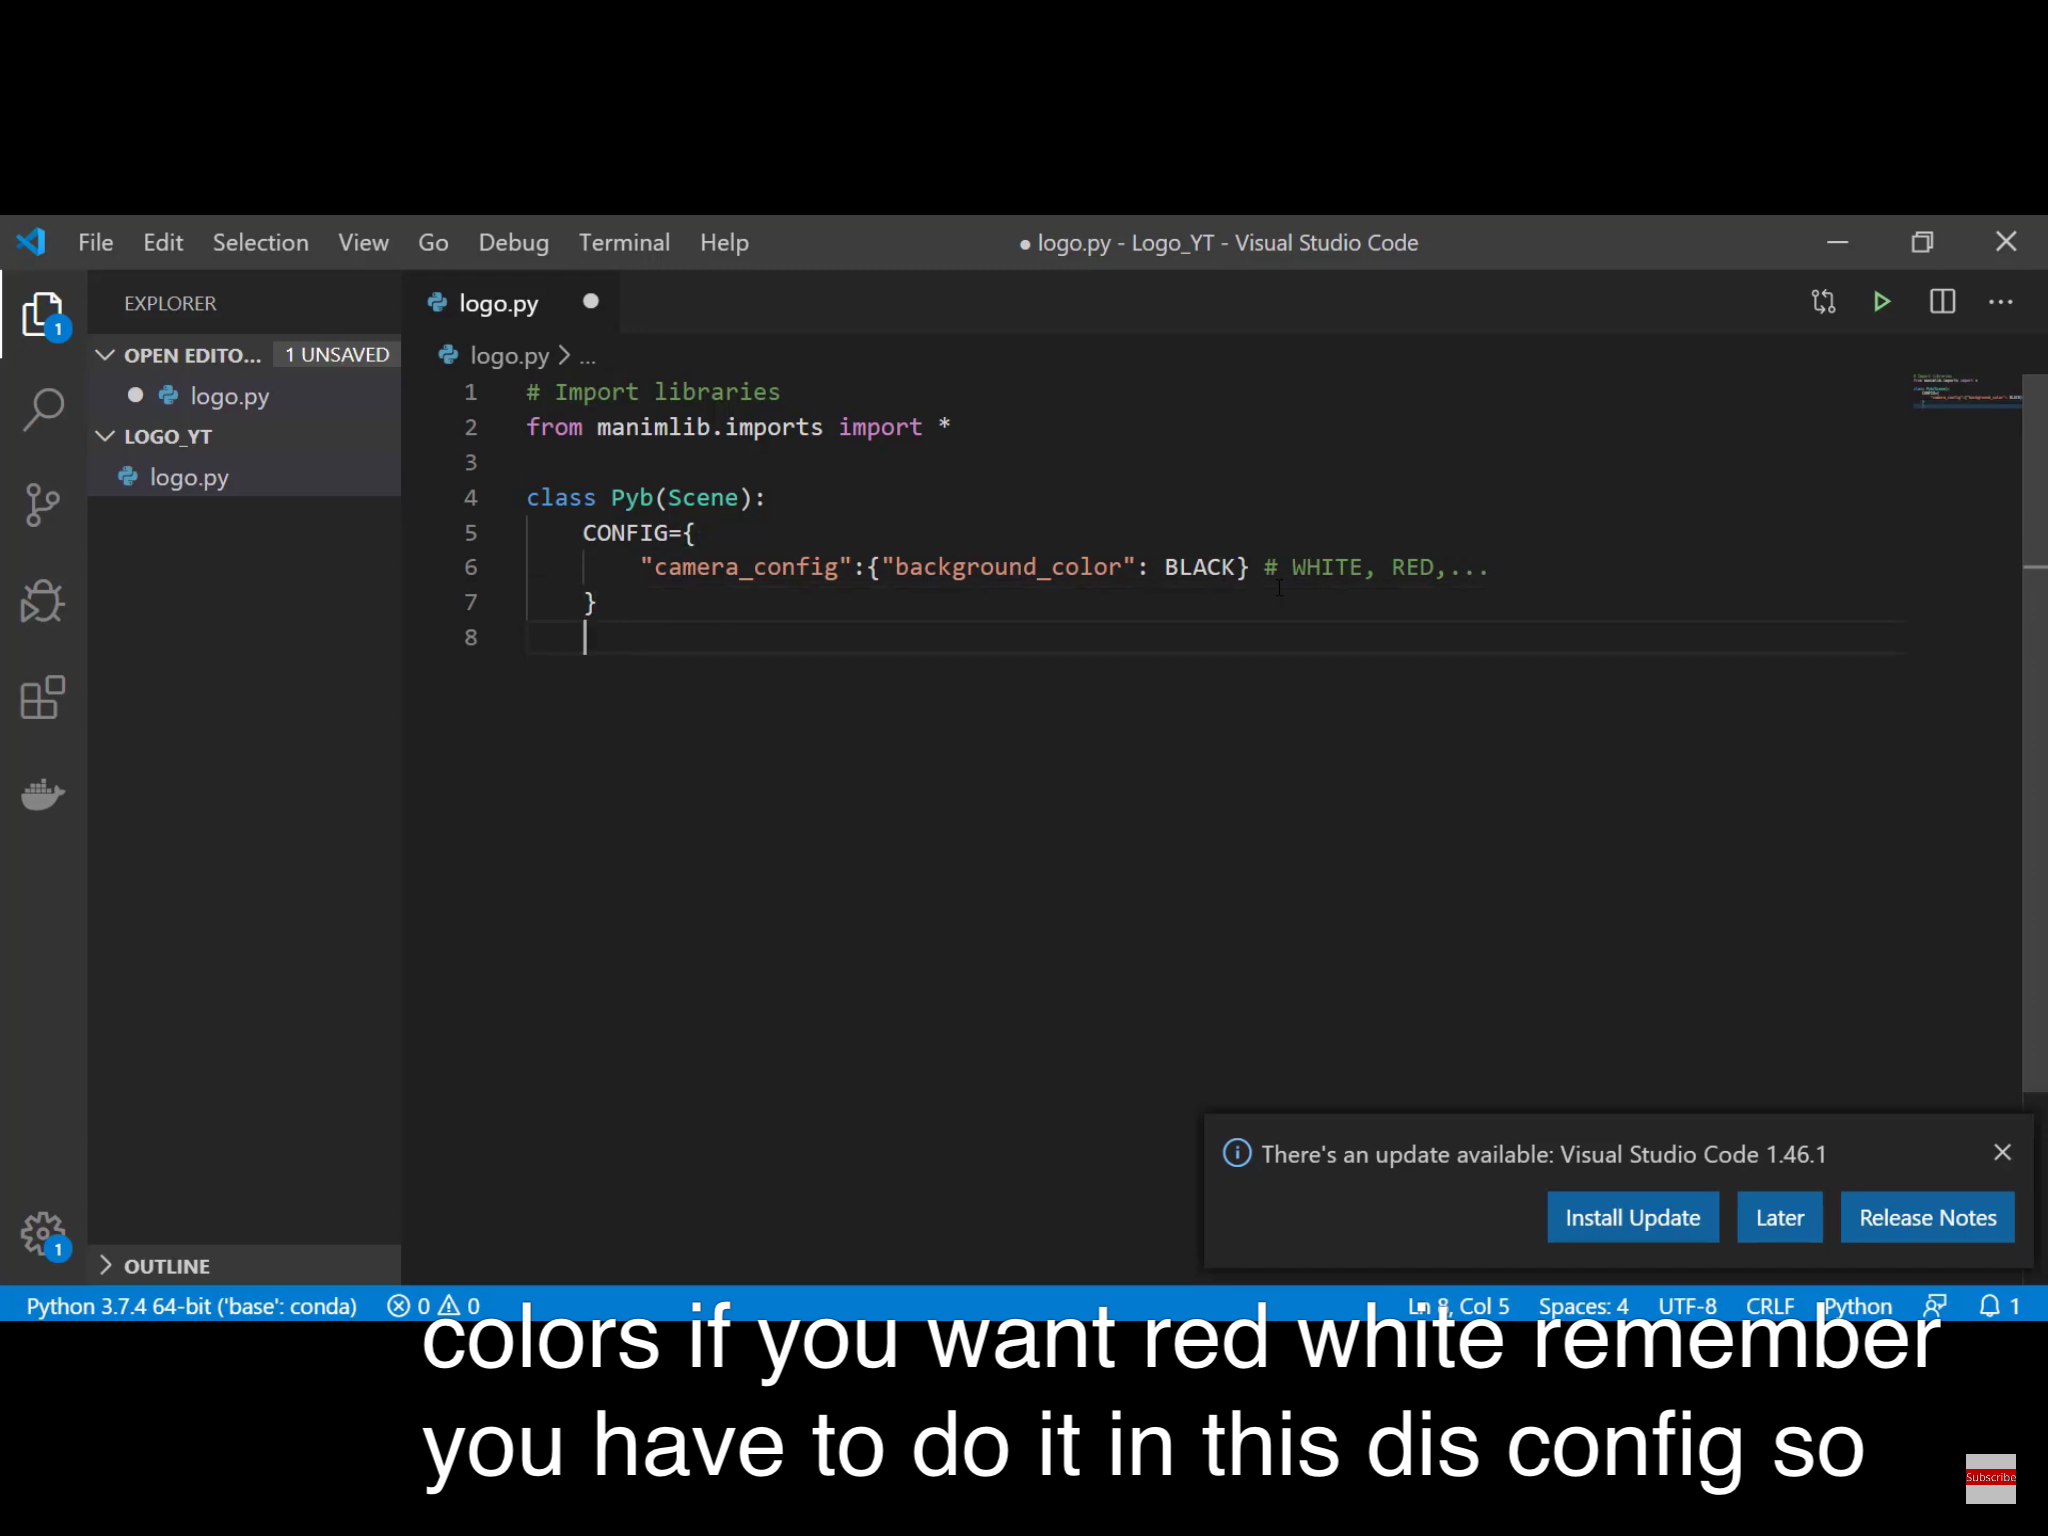 File Edit Selection View Go Debug Terminal Help ● logo.py - Logo_YT - Visual Studio Code
EXPLORER
logo.py
OPEN EDITO... 1 UNSAVED
logo.py > ...
logo.py
LOGO_YT
logo.py
1 # Import libraries
2 from manimlib.imports import *
3
4 class Pyb(Scene):
5 CONFIG={
6 "camera_config":{"background_color": BLACK} # WHITE, RED,...
7 }
8
1
1
There's an update available: Visual Studio Code 1.46.1
Install Update Later Release Notes
OUTLINE
Python 3.7.4 64-bit ('base': conda) 0 0 Ln 8, Col 5 Spaces: 4 UTF-8 CRLF Python 1
colors if you want red white remember
you have to do it in this dis config so
Subscribe